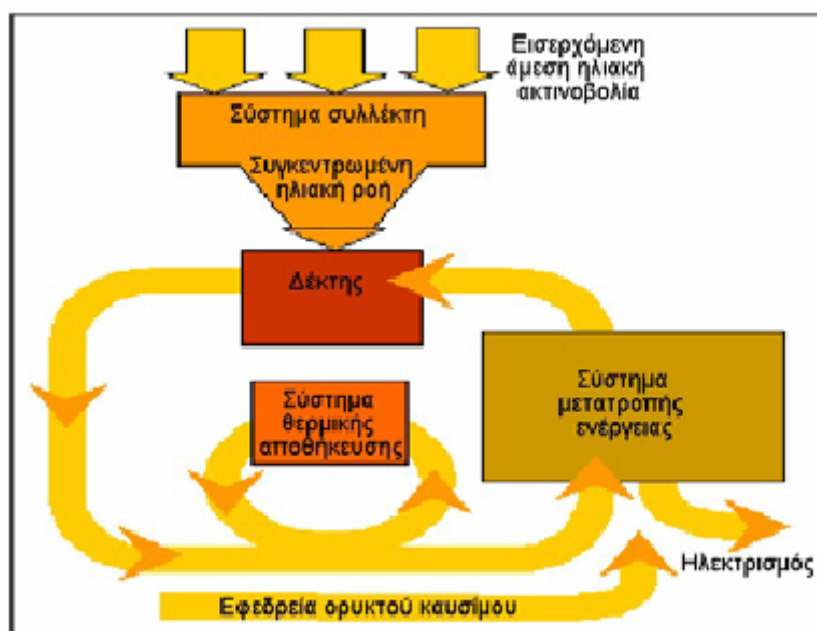 Εισερχόμενη
άμεση ηλιακή
ακτινοβολία
Σύστημα συλλέκτη
Συγκεντρωμένη
ηλιακή ροή
Δέκτης
Σύστημα
θερμικής
αποθήκευσης
Σύστημα
μετατροπής
ενέργειας
Ηλεκτρισμός
Εφεδρεία ορυκτού καυσίμου